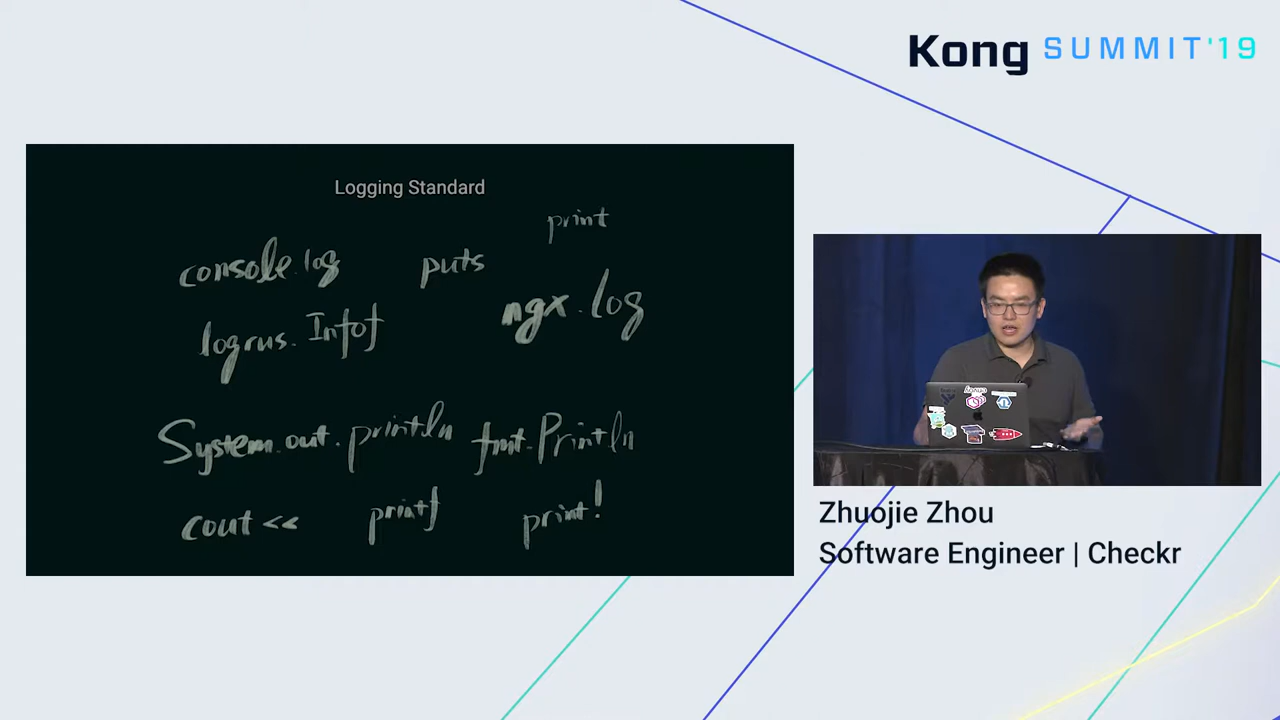 Kong SUMMIT'19
Logging Standard
print
console.log puts
ngx.log
logrus.Infof
System.out.println fmt.Println
cout << printf print!
Zhuojie Zhou
Software Engineer | Checkr